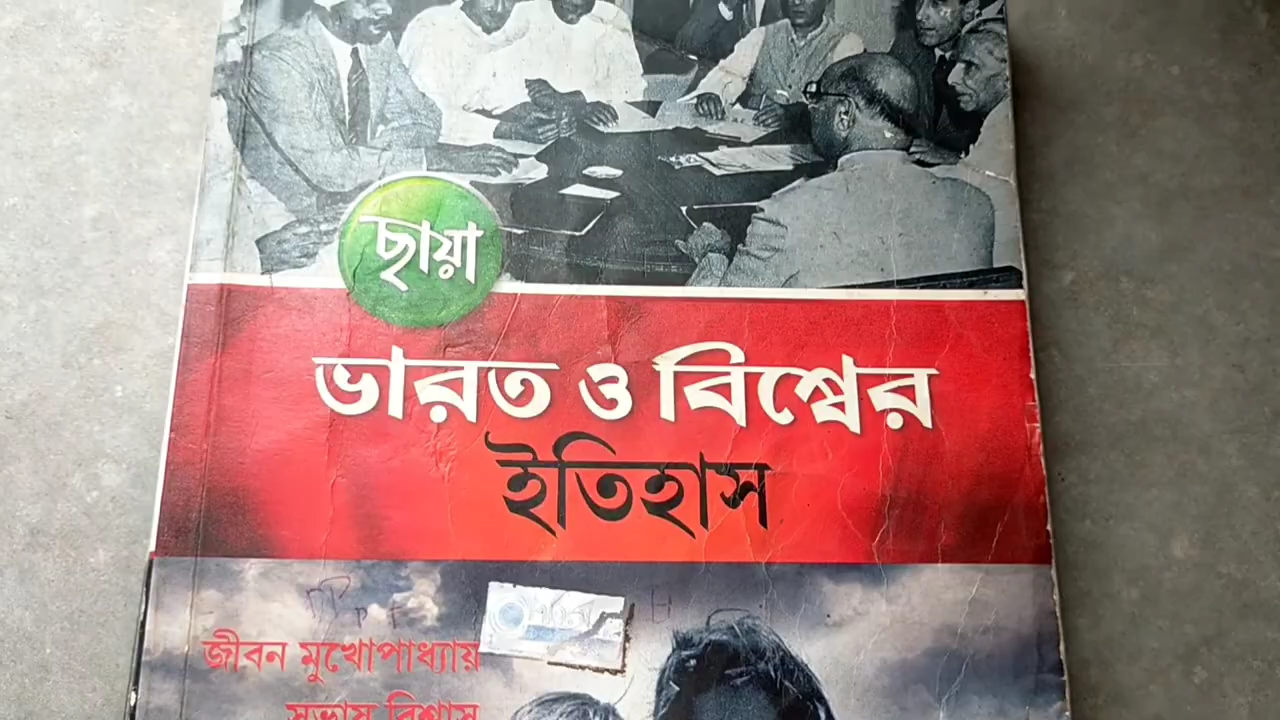 ছায়া
ভারত ও বিশ্বের
ইতিহাস
জীবন মুখোপাধ্যায়
সুভাষ বিশ্বাস